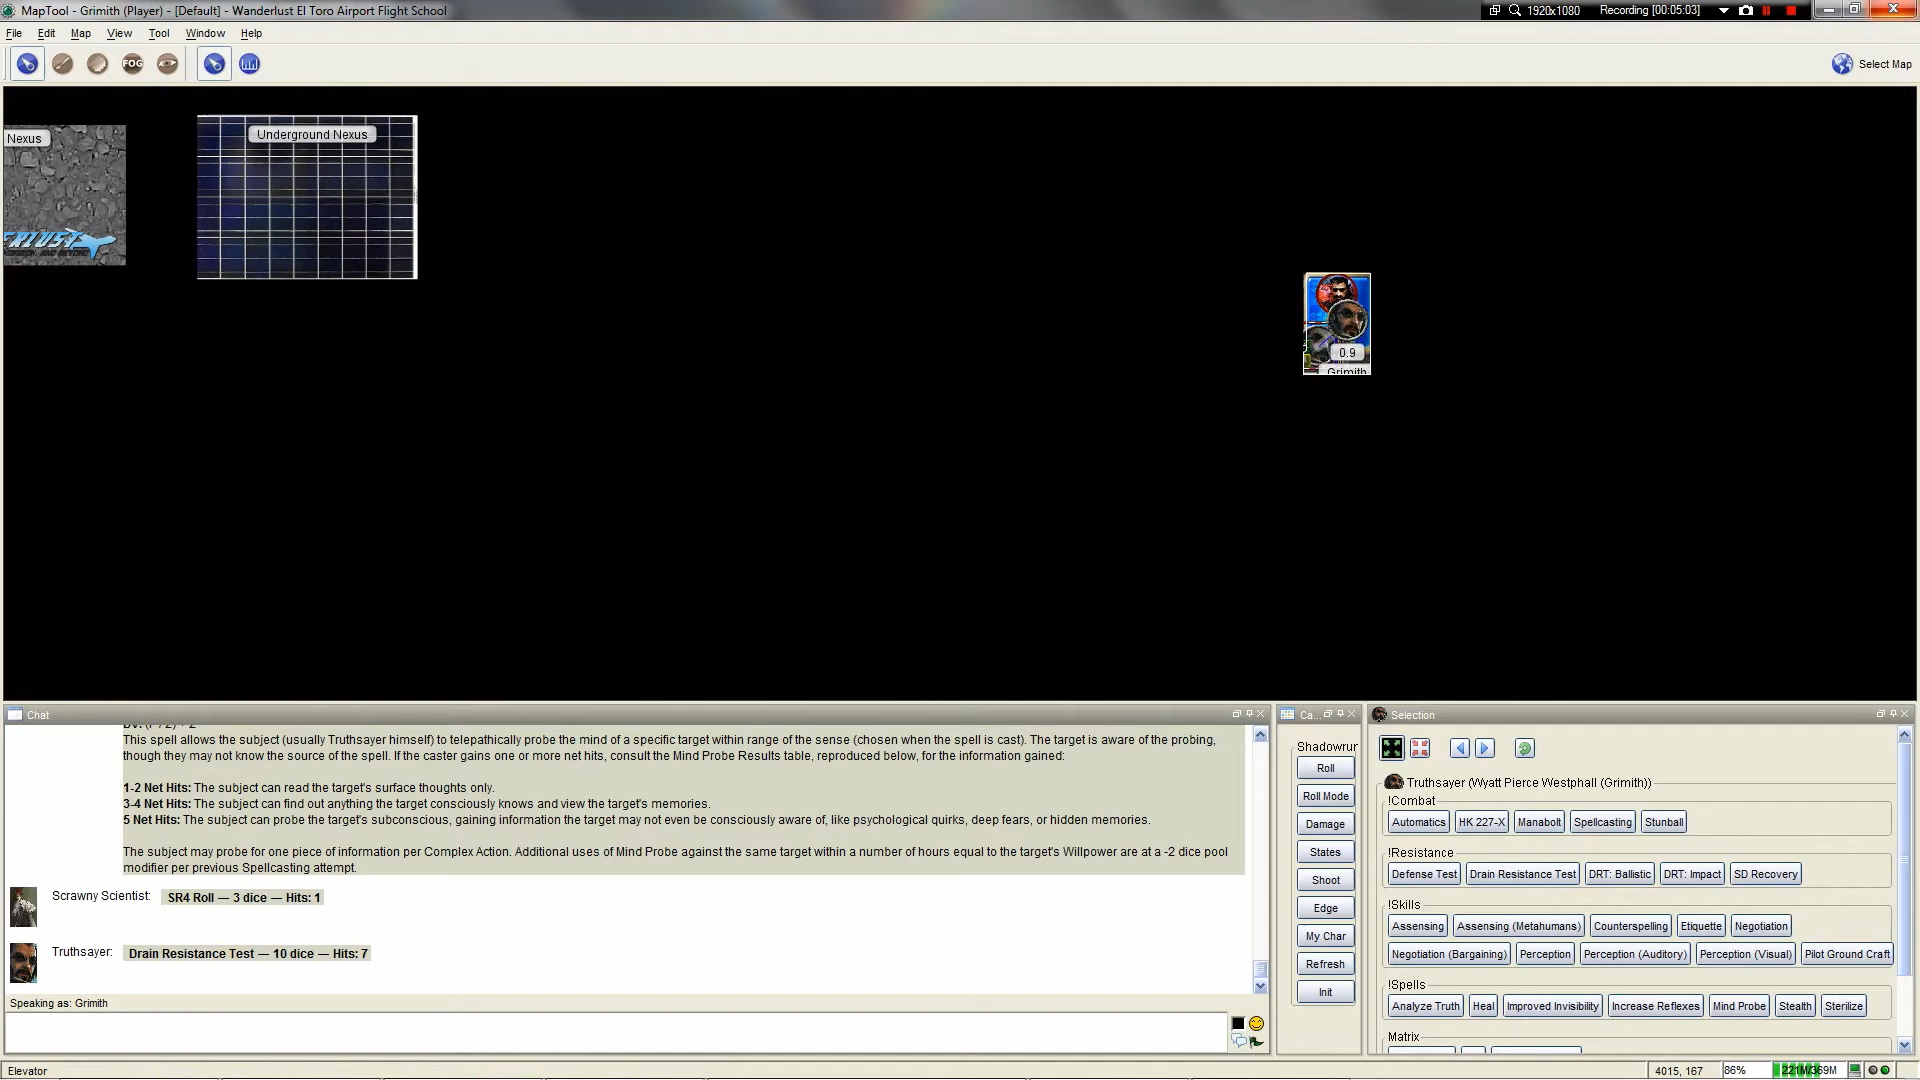 MapTool - Grimith (Player) - [Default] - Wanderlust El Toro Airport Flight School
1920x1080
Recording [00:05:03]
File Edit Map View Tool Window Help
FOG
Select Map
Nexus
Underground Nexus
0.9
Grimith
Chat
This spell allows the subject (usually Truthsayer himself) to telepathically probe the mind of a specific target within range of the sense (chosen when the spell is cast). The target is aware of the probing,
though they may not know the source of the spell. If the caster gains one or more net hits, consult the Mind Probe Results table, reproduced below, for the information gained:
1-2 Net Hits: The subject can read the target's surface thoughts only.
3-4 Net Hits: The subject can find out anything the target consciously knows and view the target's memories.
5 Net Hits: The subject can probe the target's subconscious, gaining information the target may not even be consciously aware of, like psychological quirks, deep fears, or hidden memories.
The subject may probe for one piece of information per Complex Action. Additional uses of Mind Probe against the same target within a number of hours equal to the target's Willpower are at a -2 dice pool
modifier per previous Spellcasting attempt.
Scrawny Scientist: SR4 Roll — 3 dice — Hits: 1
Truthsayer: Drain Resistance Test — 10 dice — Hits: 7
Speaking as: Grimith
Elevator
Ca...
Shadowrur
Roll
Roll Mode
Damage
States
Shoot
Edge
My Char
Refresh
Init
Selection
Truthsayer (Wyatt Pierce Westphall (Grimith))
!Combat
Automatics HK 227-X Manabolt Spellcasting Stunball
!Resistance
Defense Test Drain Resistance Test DRT: Ballistic DRT: Impact SD Recovery
!Skills
Assensing Assensing (Metahumans) Counterspelling Etiquette Negotiation
Negotiation (Bargaining) Perception Perception (Auditory) Perception (Visual) Pilot Ground Craft
!Spells
Analyze Truth Heal Improved Invisibility Increase Reflexes Mind Probe Stealth Sterilize
Matrix
4015, 167 86% 221M/369M